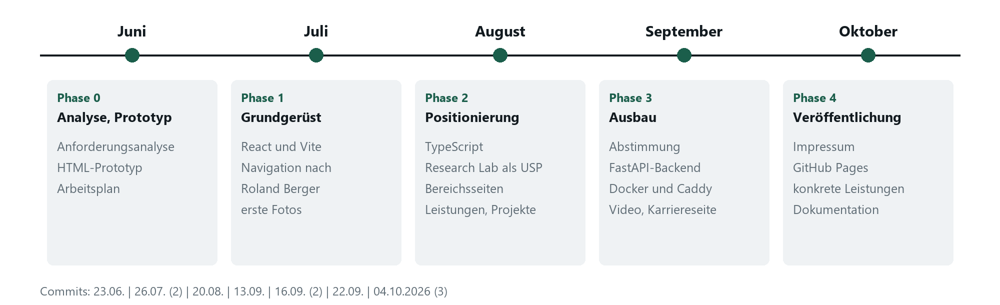 Juni
Juli
August
September
Oktober
Phase 0
Analyse, Prototyp
Anforderungsanalyse
HTML-Prototyp
Arbeitsplan
Phase 1
Grundgerüst
React und Vite
Navigation nach
Roland Berger
erste Fotos
Phase 2
Positionierung
TypeScript
Research Lab als USP
Bereichsseiten
Leistungen, Projekte
Phase 3
Ausbau
Abstimmung
FastAPI-Backend
Docker und Caddy
Video, Karriereseite
Phase 4
Veröffentlichung
Impressum
GitHub Pages
konkrete Leistungen
Dokumentation
Commits: 23.06. | 26.07. (2) | 20.08. | 13.09. | 16.09. (2) | 22.09. | 04.10.2026 (3)